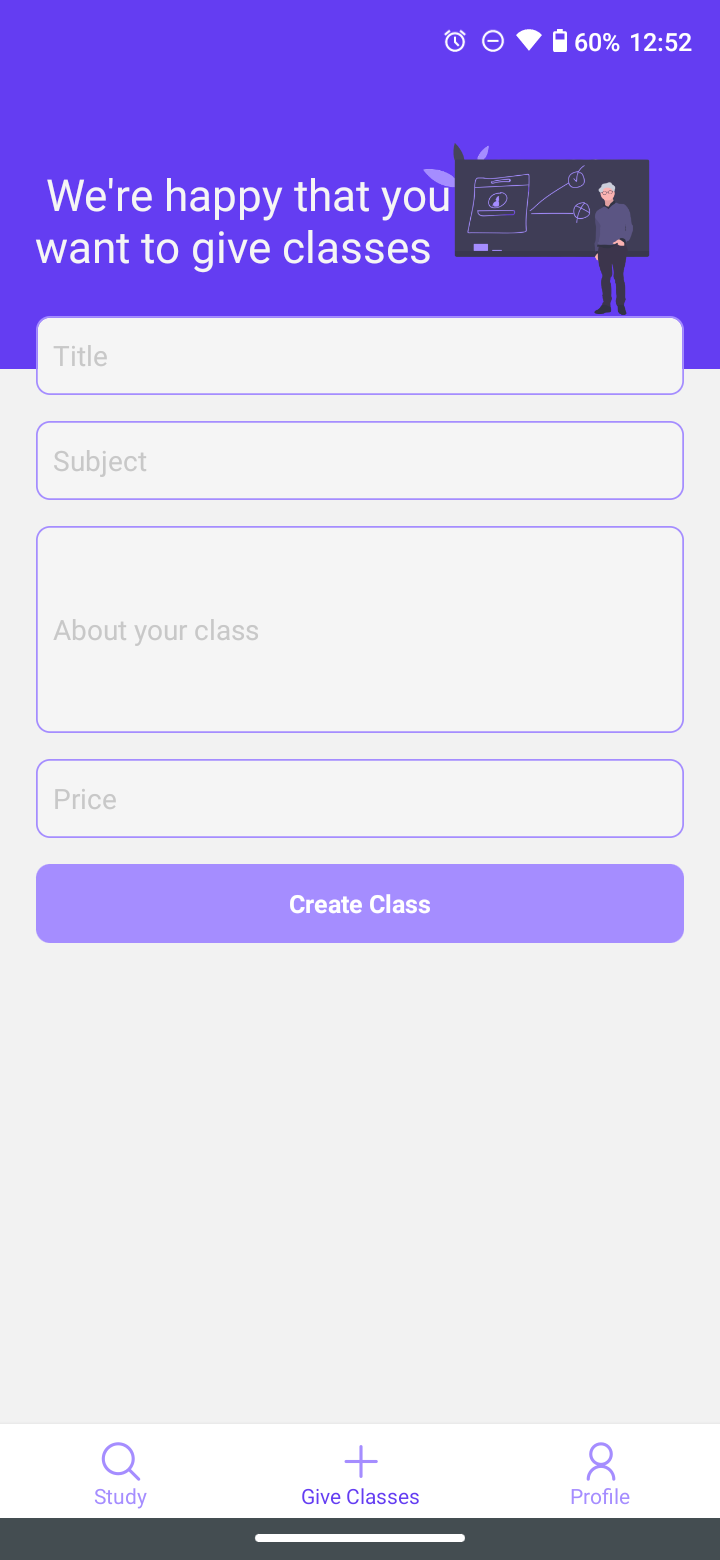 60% 12:52
We're happy that you
want to give classes
Title
Subject
About your class
Price
Create Class
Study
Give Classes
Profile